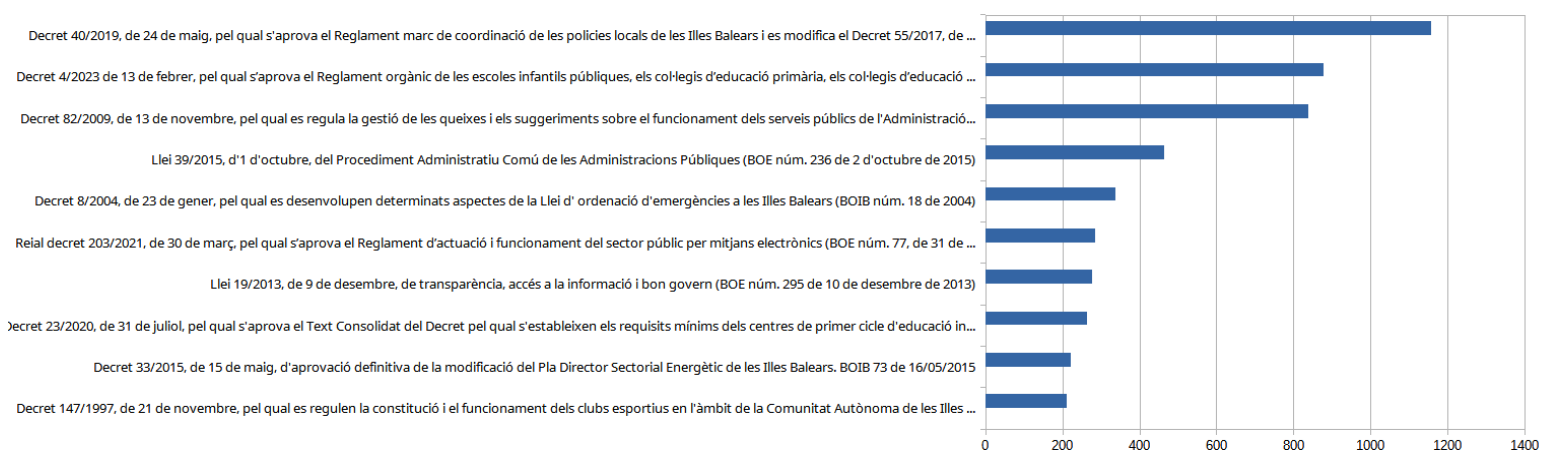 Decret 40/2019, de 24 de maig, pel qual s'aprova el Reglament marc de coordinació de les policies locals de les Illes Balears i es modifica el Decret 55/2017, de ...
Decret 4/2023 de 13 de febrer, pel qual s’aprova el Reglament orgànic de les escoles infantils públiques, els col·legis d’educació primària, els col·legis d’educació ...
Decret 82/2009, de 13 de novembre, pel qual es regula la gestió de les queixes i els suggeriments sobre el funcionament dels serveis públics de l'Administració...
Llei 39/2015, d'1 d'octubre, del Procediment Administratiu Comú de les Administracions Públiques (BOE núm. 236 de 2 d'octubre de 2015)
Decret 8/2004, de 23 de gener, pel qual es desenvolupen determinats aspectes de la Llei d' ordenació d'emergències a les Illes Balears (BOIB núm. 18 de 2004)
Reial decret 203/2021, de 30 de març, pel qual s’aprova el Reglament d’actuació i funcionament del sector públic per mitjans electrònics (BOE núm. 77, de 31 de ...
Llei 19/2013, de 9 de desembre, de transparència, accés a la informació i bon govern (BOE núm. 295 de 10 de desembre de 2013)
Decret 23/2020, de 31 de juliol, pel qual s'aprova el Text Consolidat del Decret pel qual s'estableixen els requisits mínims dels centres de primer cicle d'educació in...
Decret 33/2015, de 15 de maig, d'aprovació definitiva de la modificació del Pla Director Sectorial Energètic de les Illes Balears. BOIB 73 de 16/05/2015
Decret 147/1997, de 21 de novembre, pel qual es regulen la constitució i el funcionament dels clubs esportius en l'àmbit de la Comunitat Autònoma de les Illes ...
0 200 400 600 800 1000 1200 1400